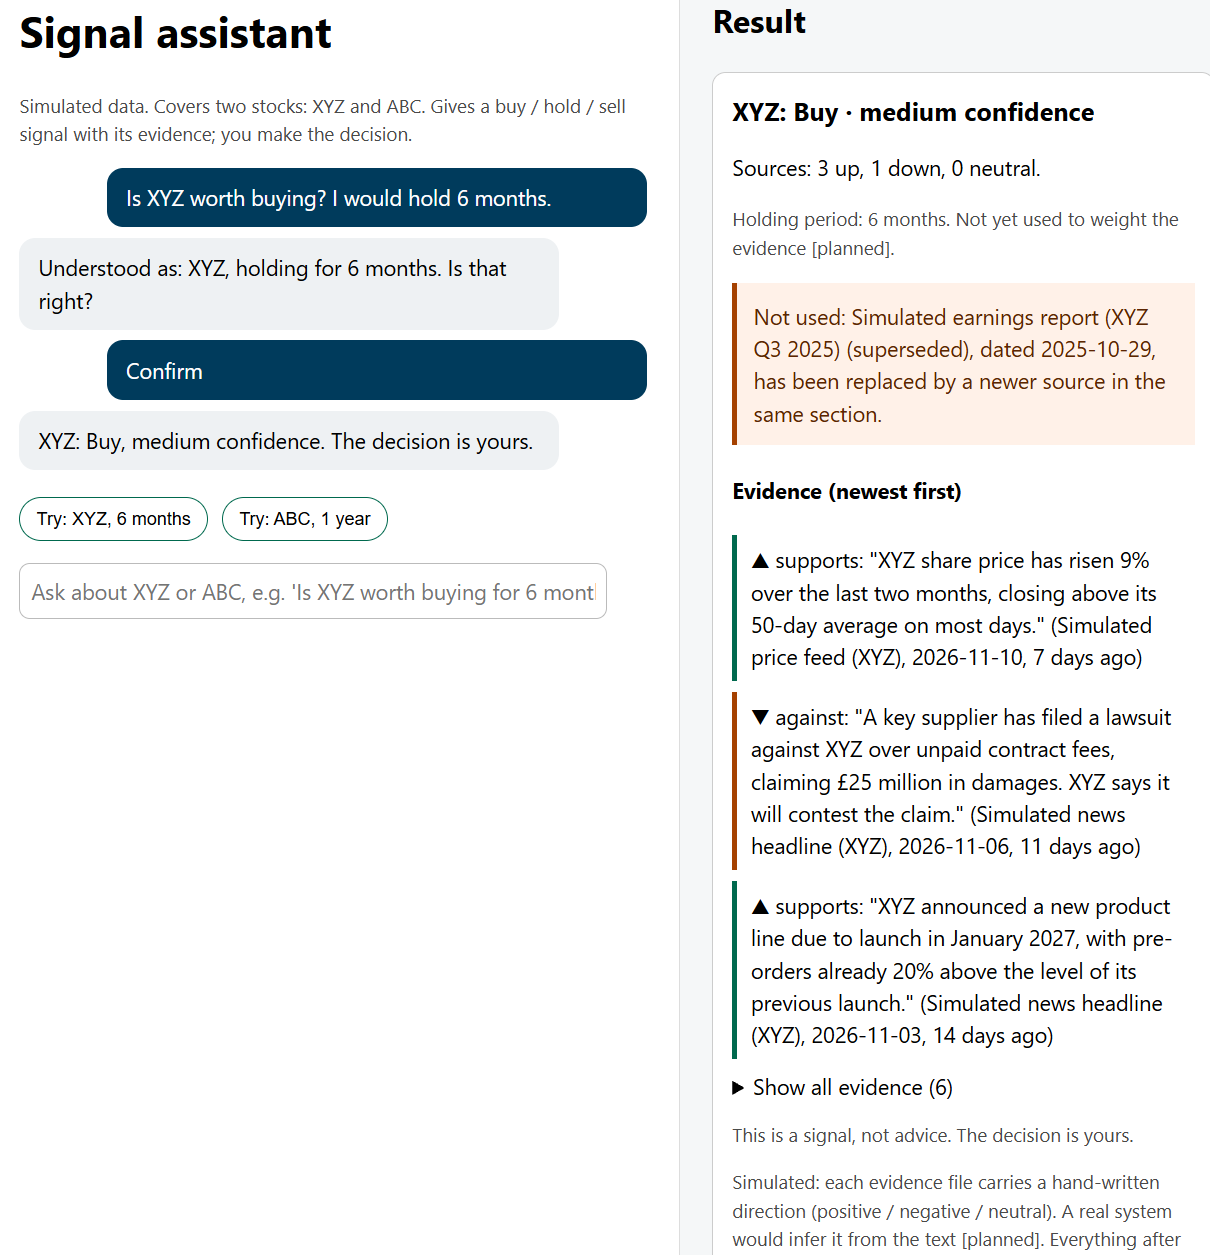 Signal assistant
Simulated data. Covers two stocks: XYZ and ABC. Gives a buy / hold / sell
signal with its evidence; you make the decision.
Is XYZ worth buying? I would hold 6 months.
Understood as: XYZ, holding for 6 months. Is that
right?
Confirm
XYZ: Buy, medium confidence. The decision is yours.
Try: XYZ, 6 months
Try: ABC, 1 year
Ask about XYZ or ABC, e.g. 'Is XYZ worth buying for 6 mont
Result
XYZ: Buy · medium confidence
Sources: 3 up, 1 down, 0 neutral.
Holding period: 6 months. Not yet used to weight the
evidence [planned].
Not used: Simulated earnings report (XYZ
Q3 2025) (superseded), dated 2025-10-29,
has been replaced by a newer source in the
same section.
Evidence (newest first)
▲ supports: "XYZ share price has risen 9%
over the last two months, closing above its
50-day average on most days." (Simulated
price feed (XYZ), 2026-11-10, 7 days ago)
▼ against: "A key supplier has filed a lawsuit
against XYZ over unpaid contract fees,
claiming £25 million in damages. XYZ says it
will contest the claim." (Simulated news
headline (XYZ), 2026-11-06, 11 days ago)
▲ supports: "XYZ announced a new product
line due to launch in January 2027, with pre-
orders already 20% above the level of its
previous launch." (Simulated news headline
(XYZ), 2026-11-03, 14 days ago)
▶ Show all evidence (6)
This is a signal, not advice. The decision is yours.
Simulated: each evidence file carries a hand-written
direction (positive / negative / neutral). A real system
would infer it from the text [planned]. Everything after